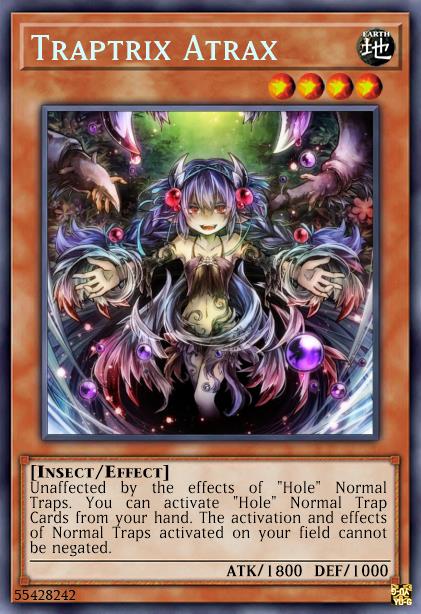 TRAPTRIX ATRAX
EARTH
地
[INSECT/EFFECT]
Unaffected by the effects of "Hole" Normal
Traps. You can activate "Hole" Normal Trap
Cards from your hand. The activation and effects
of Normal Traps activated on your field cannot
be negated.
ATK/1800 DEF/1000
55428242